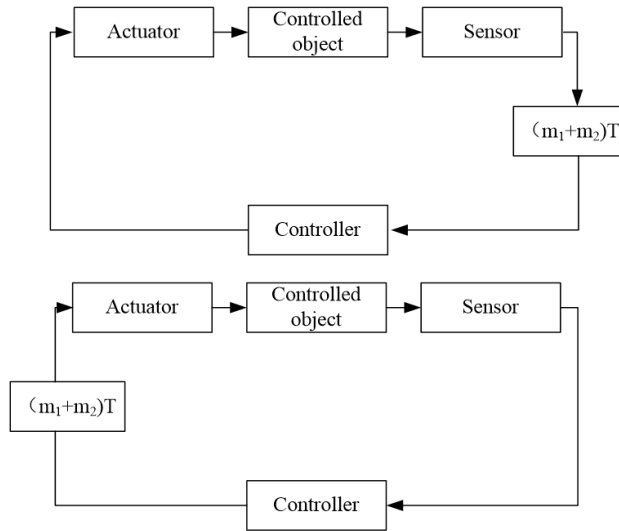 Actuator
Controlled
object
Sensor
（m₁+m₂)T
Controller
Actuator
Controlled
object
Sensor
（m₁+m₂)T
Controller